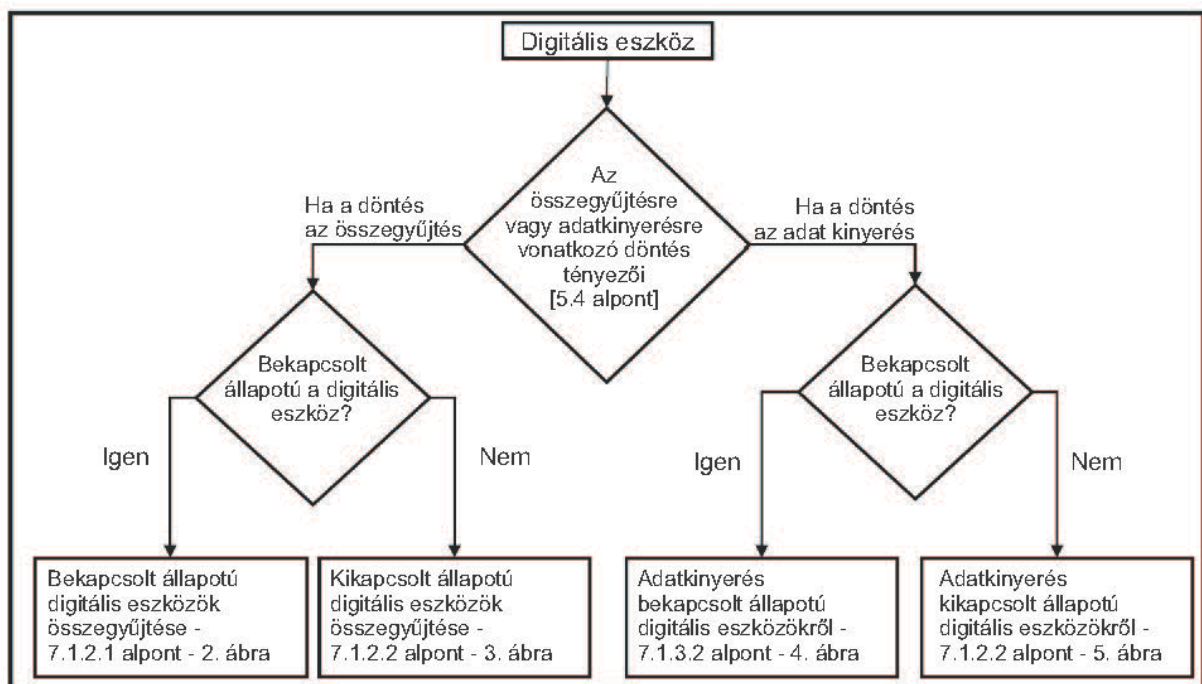 Digitális eszköz
Az
összegyűjtésre
vagy adatkinyerésre
vonatkozó döntés
tényezői
[5.4 alpont]
Ha a döntés
az összegyűjtés
Ha a döntés
az adat kinyerés
Bekapcsolt
állapotú a digitális
eszköz?
Bekapcsolt
állapotú a digitális
eszköz?
Igen
Nem
Igen
Nem
Bekapcsolt állapotú
digitális eszközök
összegyűjtése -
7.1.2.1 alpont - 2. ábra
Kikapcsolt állapotú
digitális eszközök
összegyűjtése -
7.1.2.2 alpont - 3. ábra
Adatkinyerés
bekapcsolt állapotú
digitális eszközökről -
7.1.3.2 alpont - 4. ábra
Adatkinyerés
kikapcsolt állapotú
digitális eszközökről -
7.1.2.2 alpont - 5. ábra